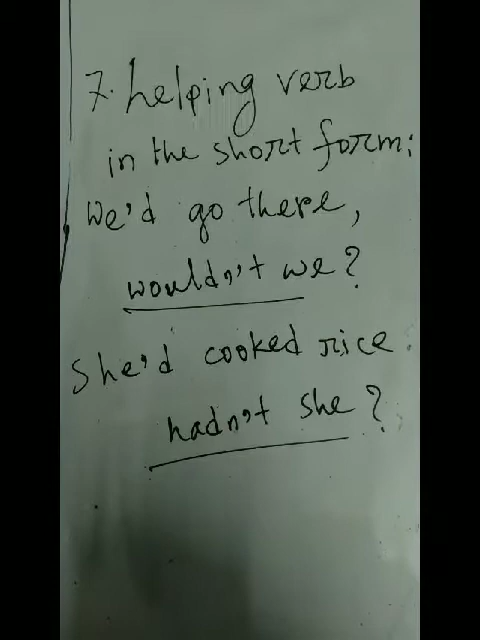 7. helping verb
in the short form:
We'd go there,
wouldn't we?
She'd cooked rice.
hadn't she?